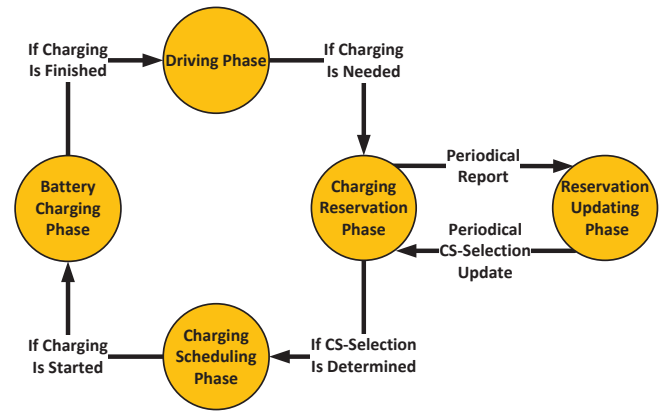 If Charging
Is Finished
Driving Phase
If Charging
Is Needed
Battery
Charging
Phase
Charging
Reservation
Phase
Periodical
Report
Periodical
CS-Selection
Update
Reservation
Updating
Phase
If Charging
Is Started
Charging
Scheduling
Phase
If CS-Selection
Is Determined